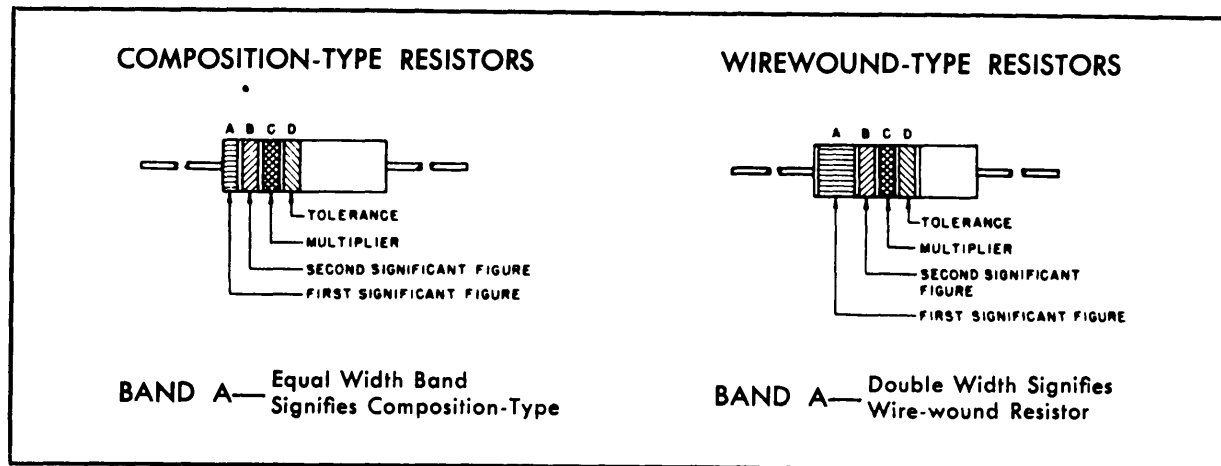 COMPOSITION-TYPE RESISTORS
A B C D
TOLERANCE
MULTIPLIER
SECOND SIGNIFICANT FIGURE
FIRST SIGNIFICANT FIGURE
BAND A— Equal Width Band
Signifies Composition-Type
WIREWOUND-TYPE RESISTORS
A B C D
TOLERANCE
MULTIPLIER
SECOND SIGNIFICANT
FIGURE
FIRST SIGNIFICANT FIGURE
BAND A— Double Width Signifies
Wire-wound Resistor